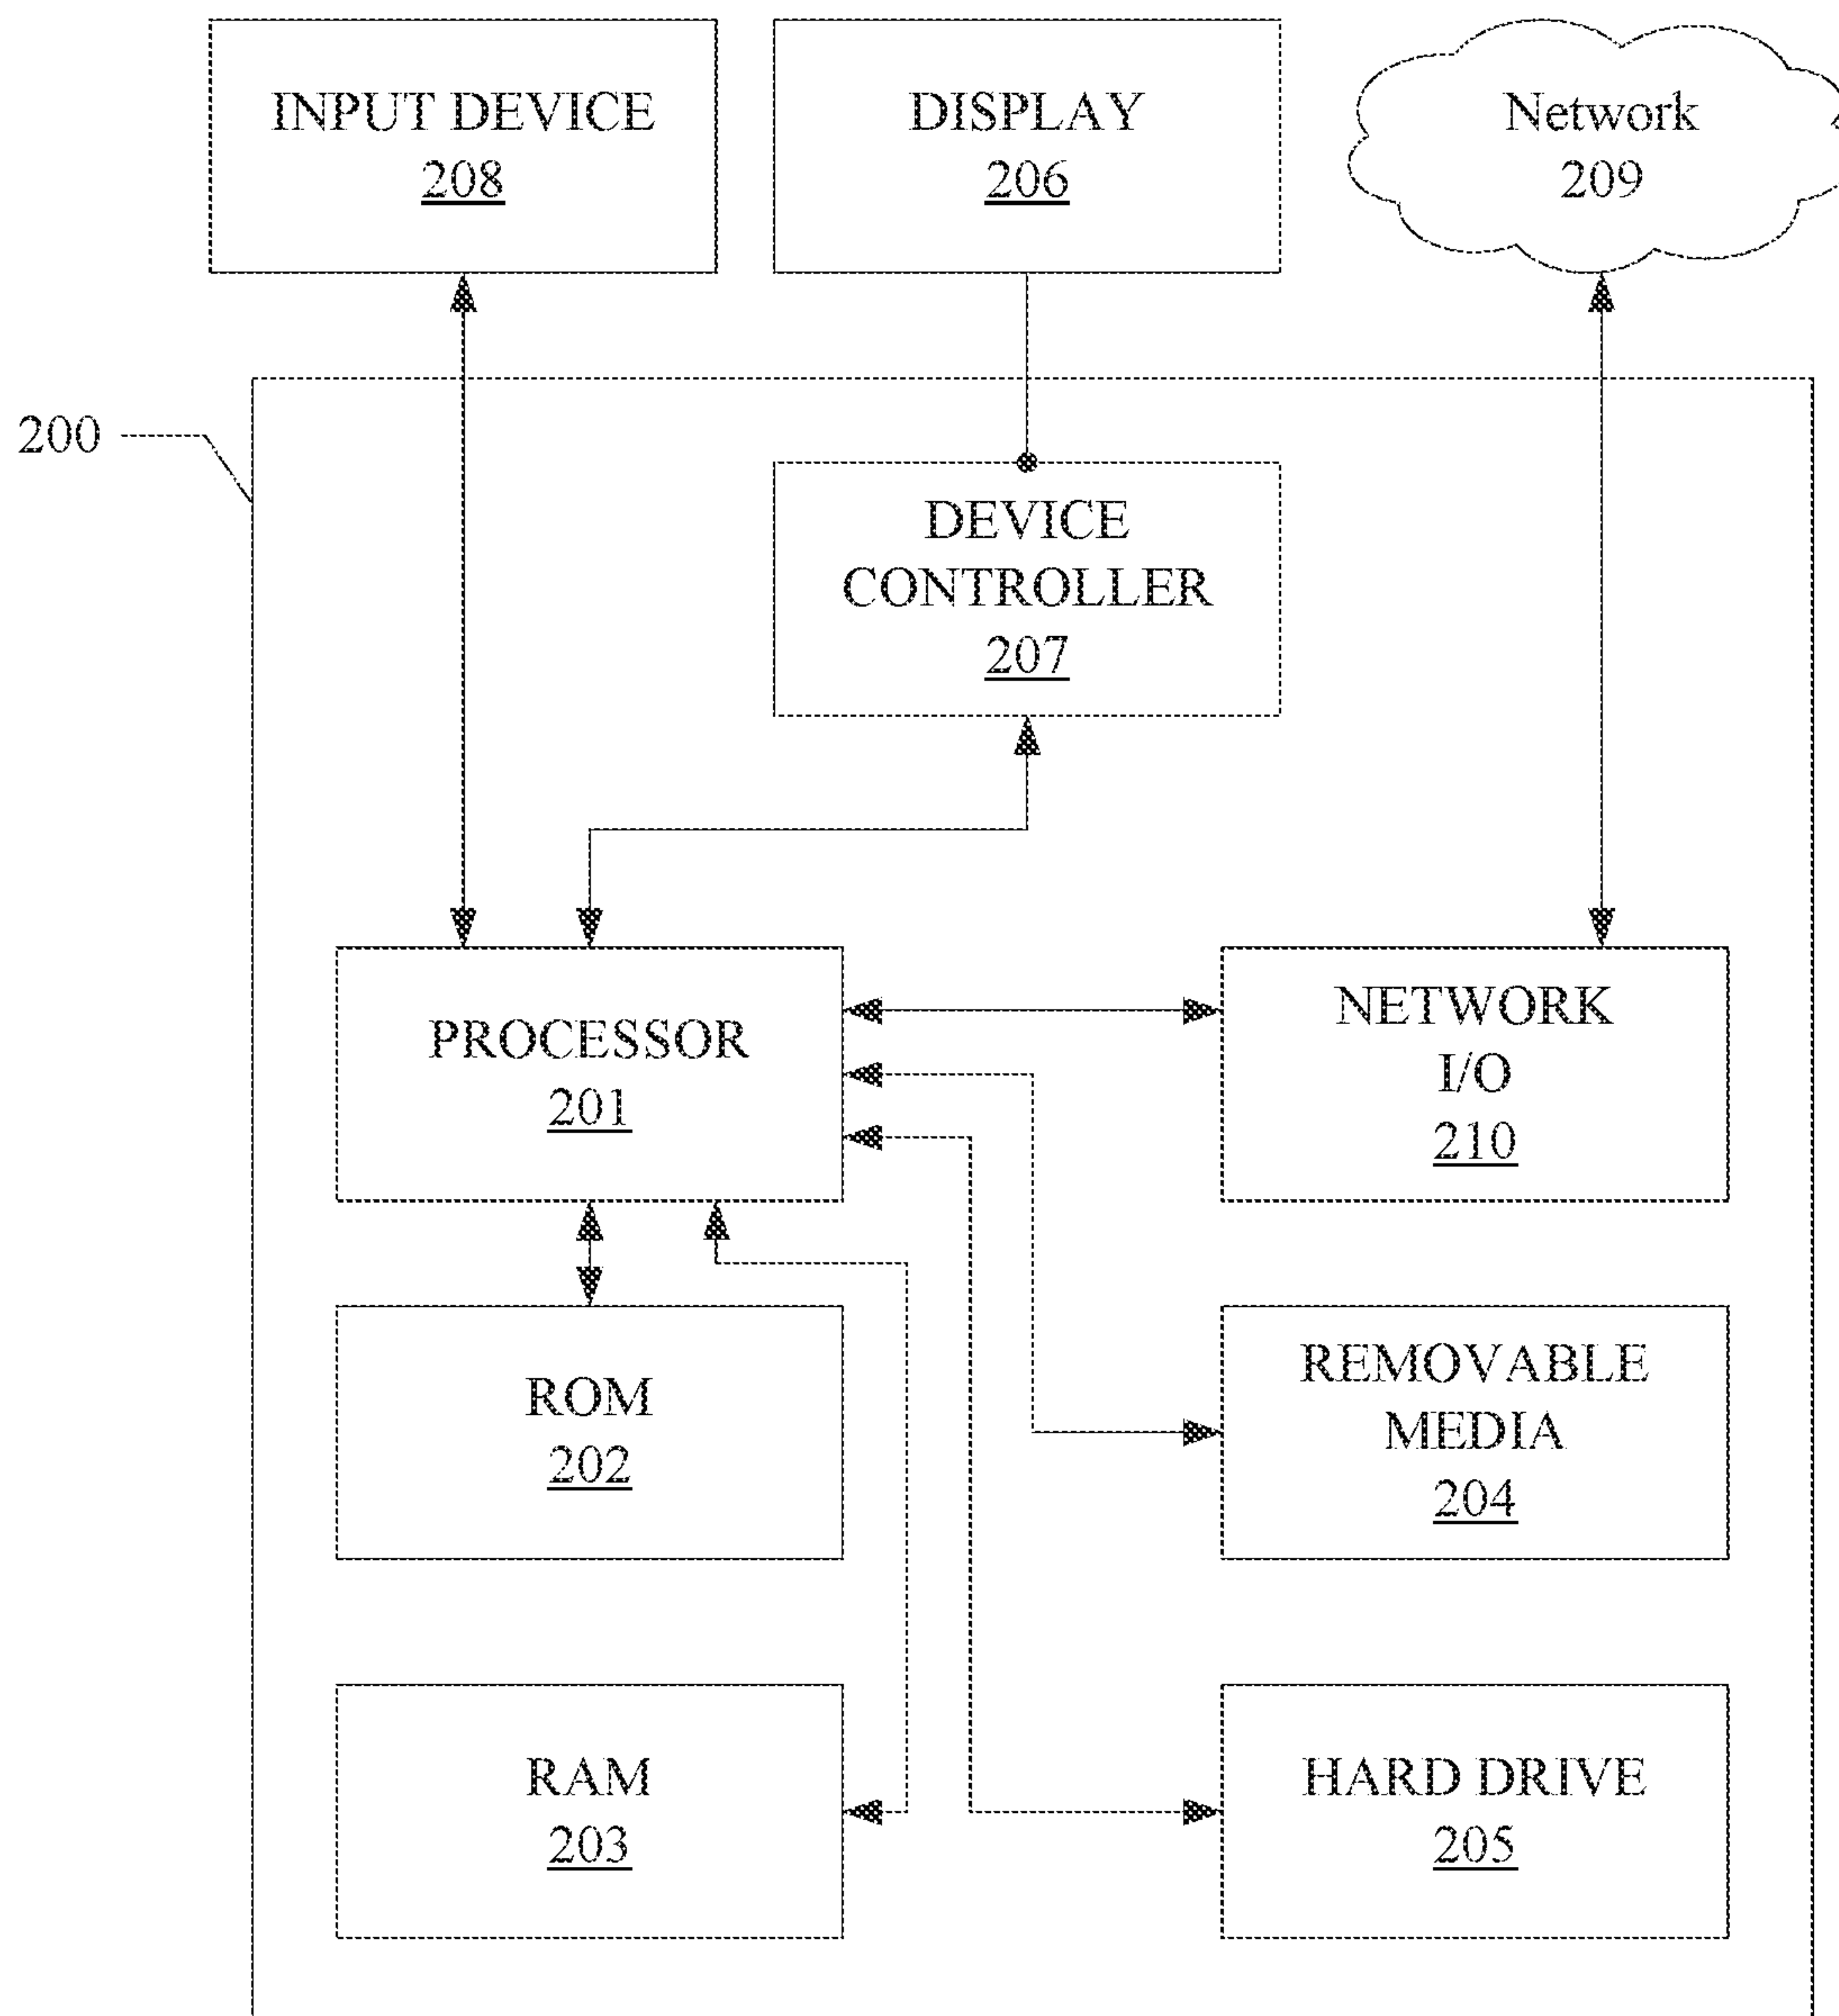 INPUT DEVICE
208
DISPLAY
206
Network
209
200
DEVICE
CONTROLLER
207
PROCESSOR
201
NETWORK
I/O
210
ROM
202
REMOVABLE
MEDIA
204
RAM
203
HARD DRIVE
205